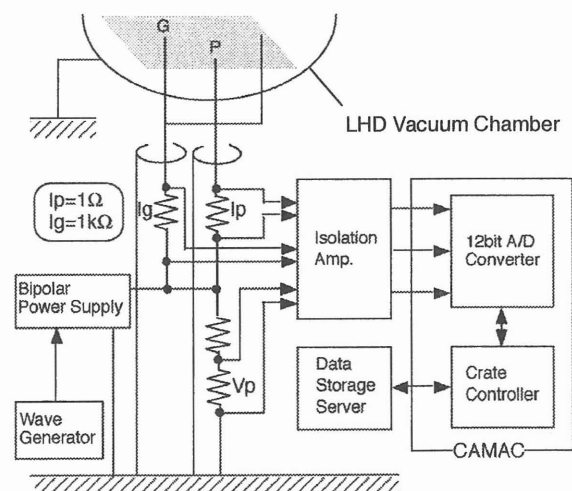 G
P
LHD Vacuum Chamber
Ip=1Ω
Ig=1kΩ
Ig
Ip
Isolation
Amp.
12bit A/D
Converter
Bipolar
Power Supply
Vp
Data
Storage
Server
Crate
Controller
Wave
Generator
CAMAC